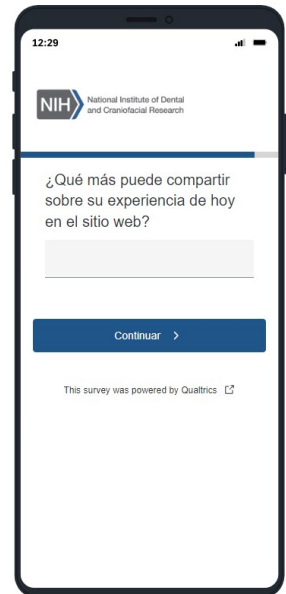 12:29
NIH
National Institute of Dental
and Craniofacial Research
¿Qué más puede compartir
sobre su experiencia de hoy
en el sitio web?
Continuar
This survey was powered by Qualtrics